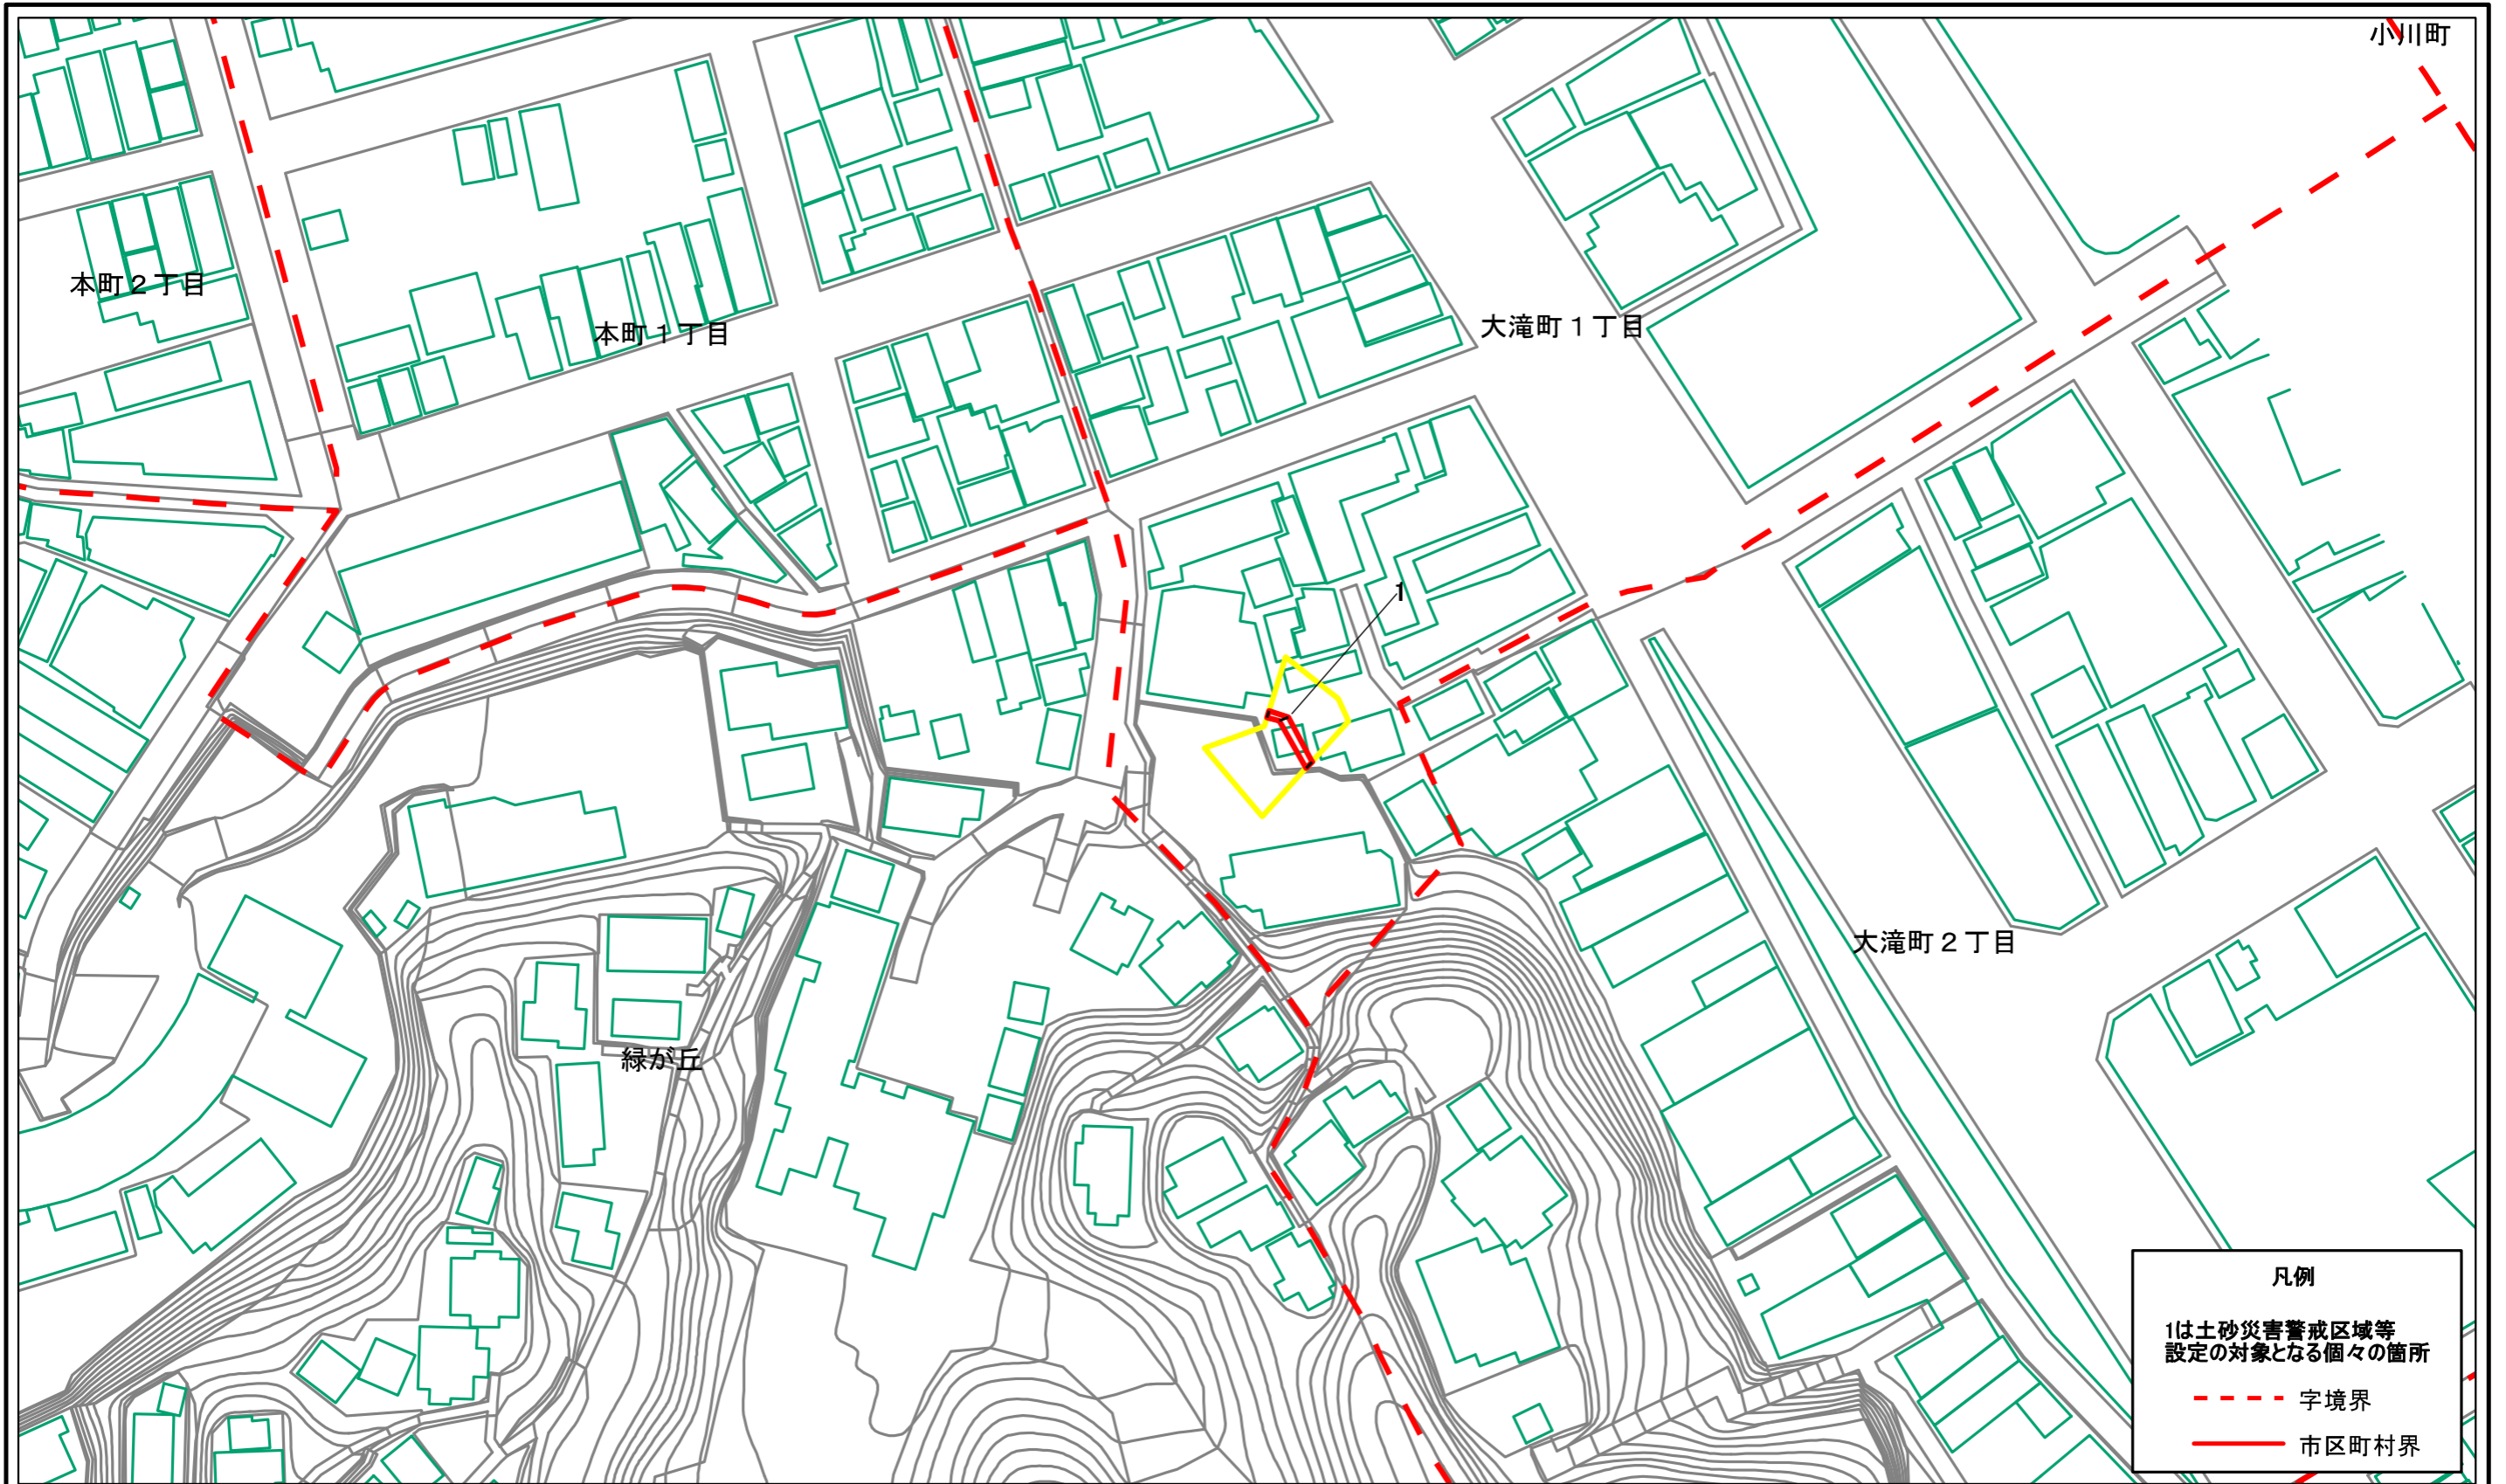 小川町
本町２丁目
本町１丁目
大滝町１丁目
1
大滝町２丁目
緑が丘
凡例
1は土砂災害警戒区域等
設定の対象となる個々の箇所
字境界
市区町村界